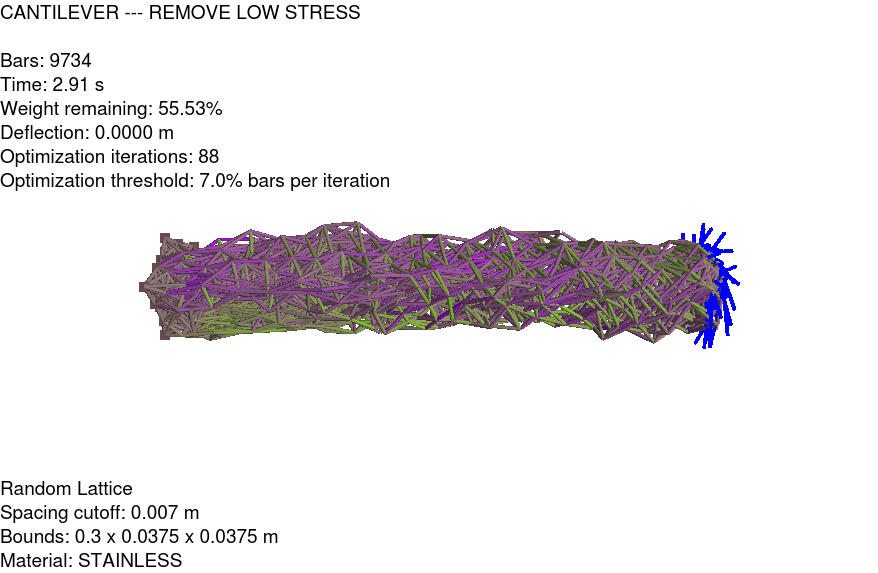 CANTILEVER --- REMOVE LOW STRESS
Bars: 9734
Time: 2.91 s
Weight remaining: 55.53%
Deflection: 0.0000 m
Optimization iterations: 88
Optimization threshold: 7.0% bars per iteration
Random Lattice
Spacing cutoff: 0.007 m
Bounds: 0.3 x 0.0375 x 0.0375 m
Material: STAINLESS